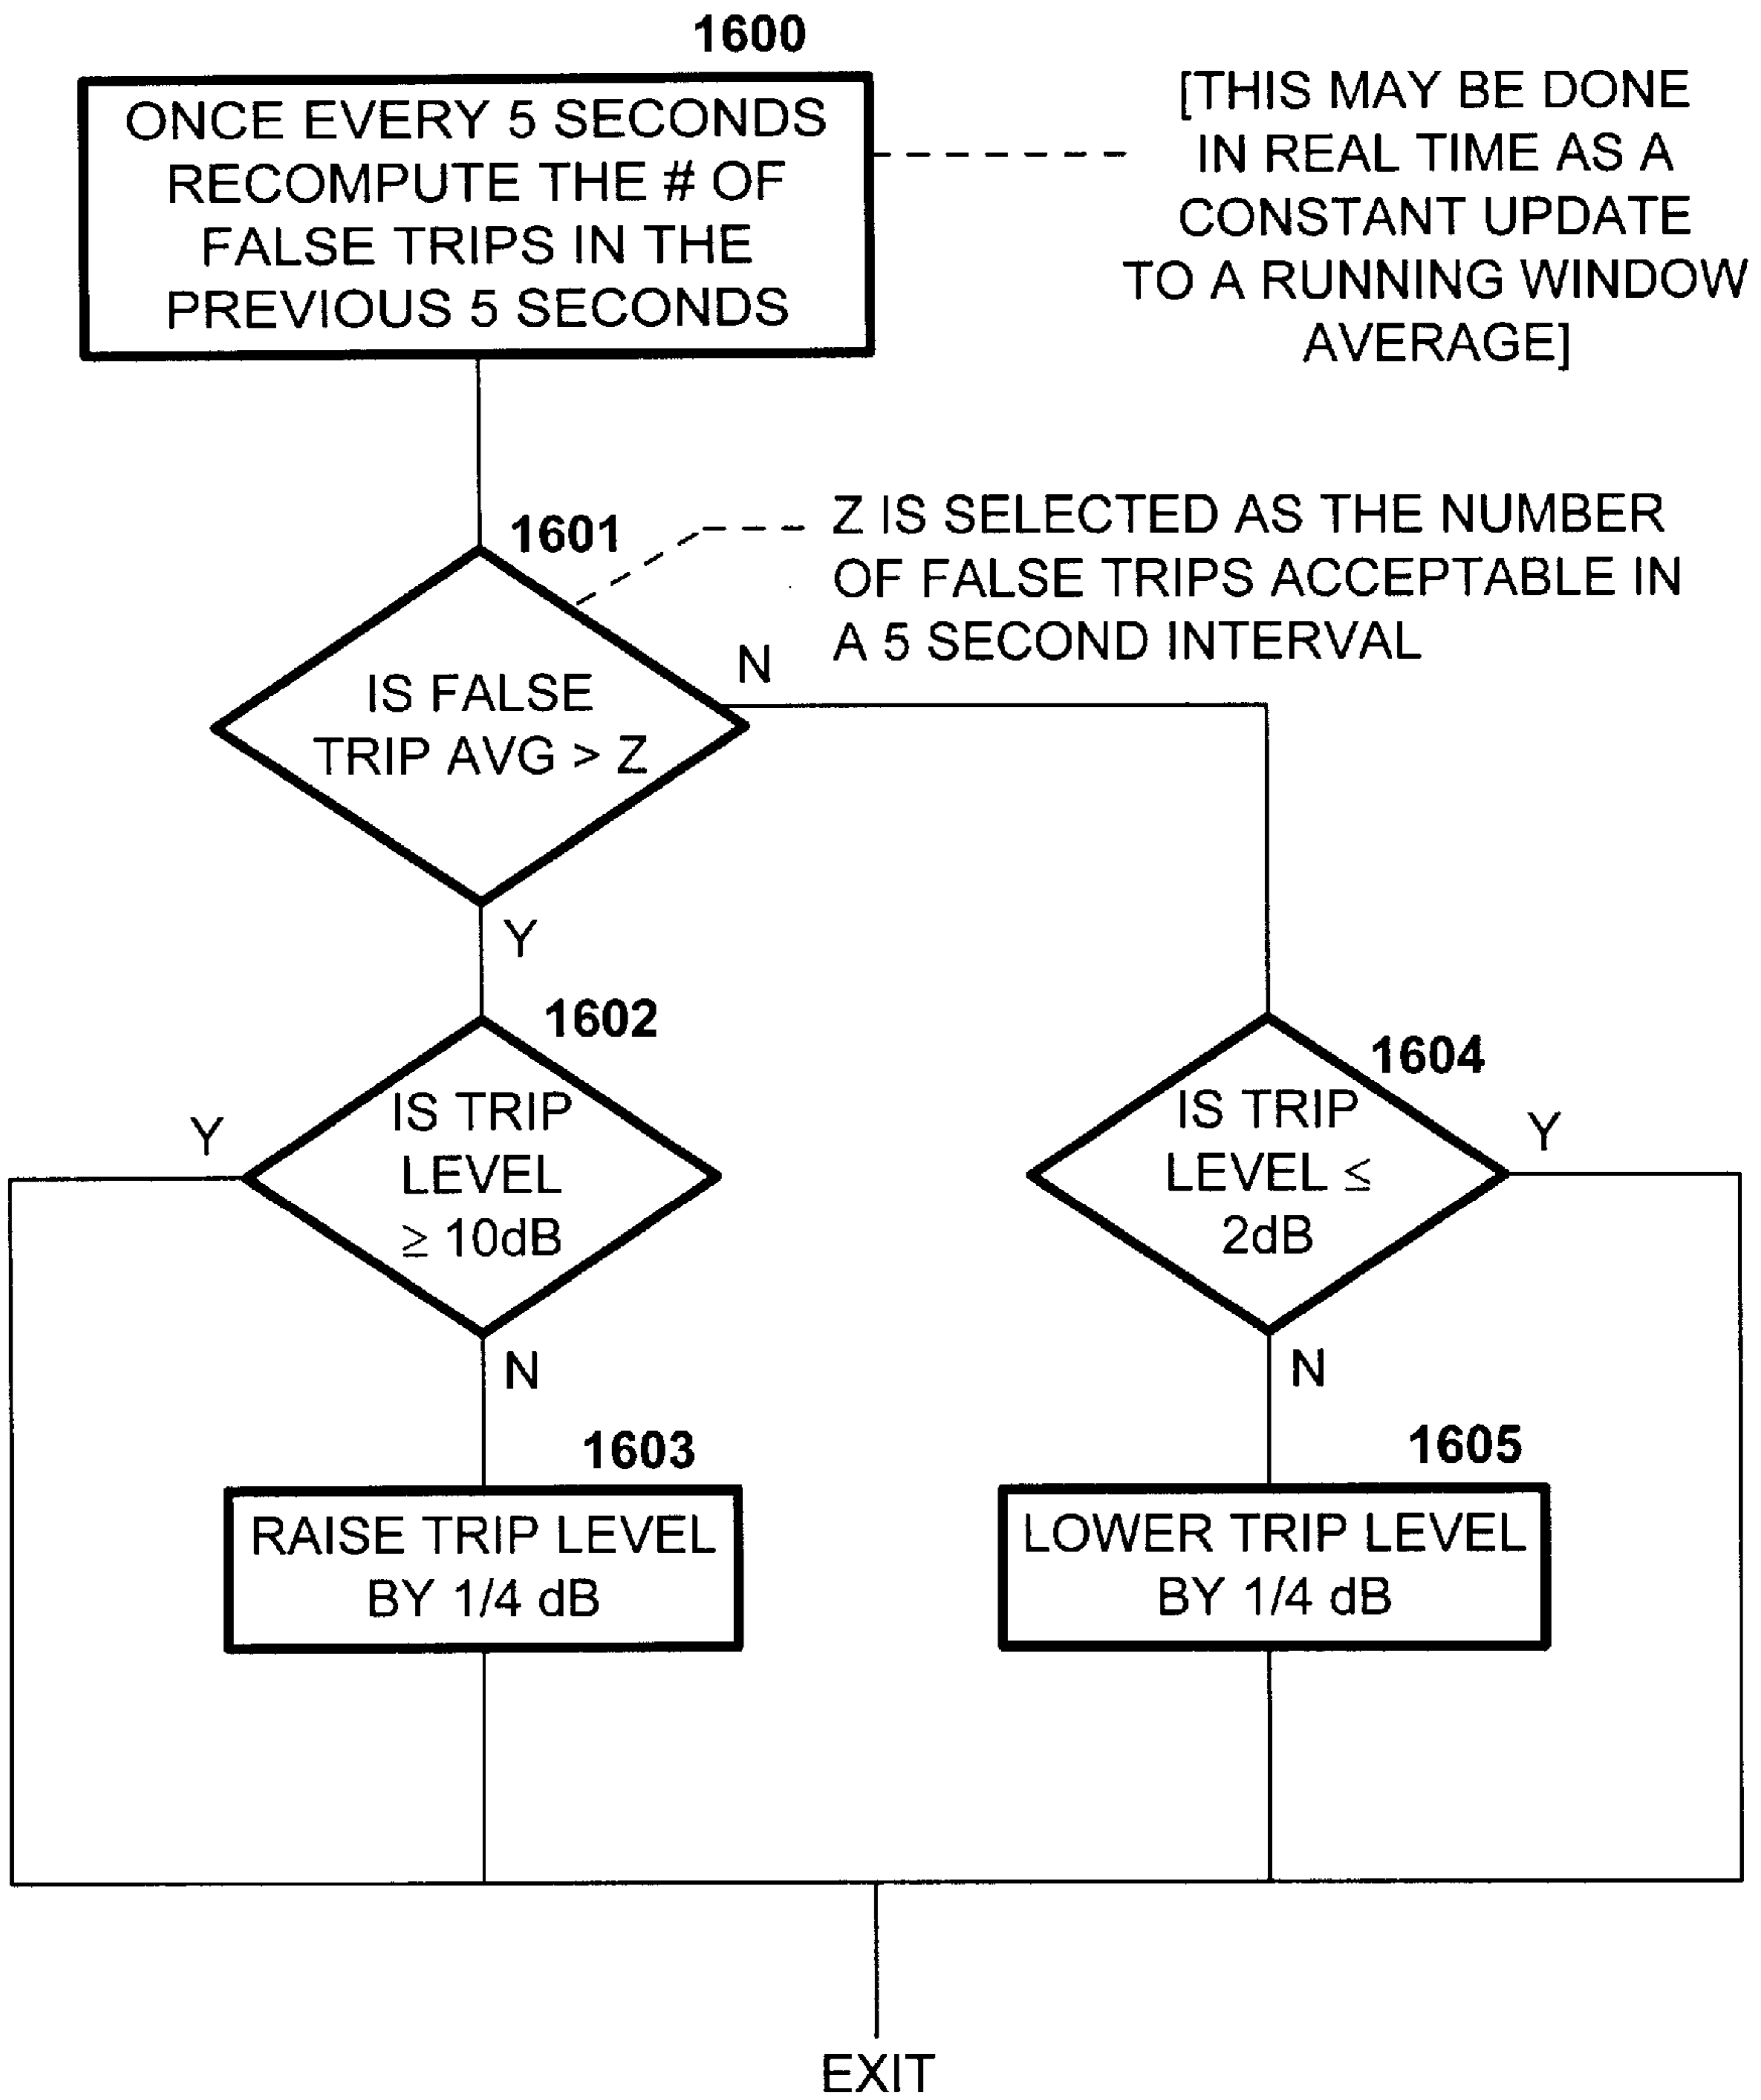 1600
ONCE EVERY 5 SECONDS
RECOMPUTE THE # OF
FALSE TRIPS IN THE
PREVIOUS 5 SECONDS
[THIS MAY BE DONE
IN REAL TIME AS A
CONSTANT UPDATE
TO A RUNNING WINDOW
AVERAGE]
1601
Z IS SELECTED AS THE NUMBER
OF FALSE TRIPS ACCEPTABLE IN
A 5 SECOND INTERVAL
IS FALSE
TRIP AVG > Z
N
Y
1602
IS TRIP
LEVEL
≥ 10dB
Y
N
1604
IS TRIP
LEVEL ≤
2dB
Y
N
1603
RAISE TRIP LEVEL
BY 1/4 dB
1605
LOWER TRIP LEVEL
BY 1/4 dB
EXIT